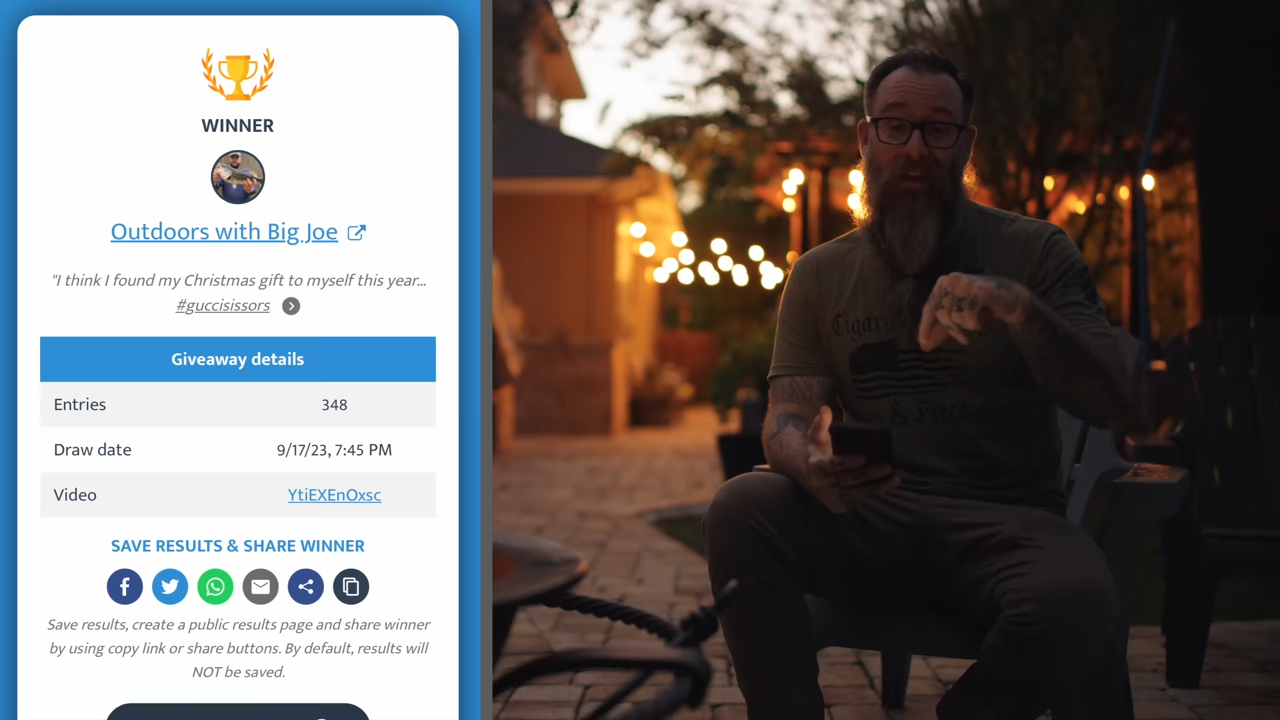 WINNER
Outdoors with Big Joe
"I think I found my Christmas gift to myself this year...
#guccisissors
Giveaway details
Entries 348
Draw date 9/17/23, 7:45 PM
Video YtiEXEnOxsc
SAVE RESULTS & SHARE WINNER
Save results, create a public results page and share winner
by using copy link or share buttons. By default, results will
NOT be saved.
Cigar
& Freedom